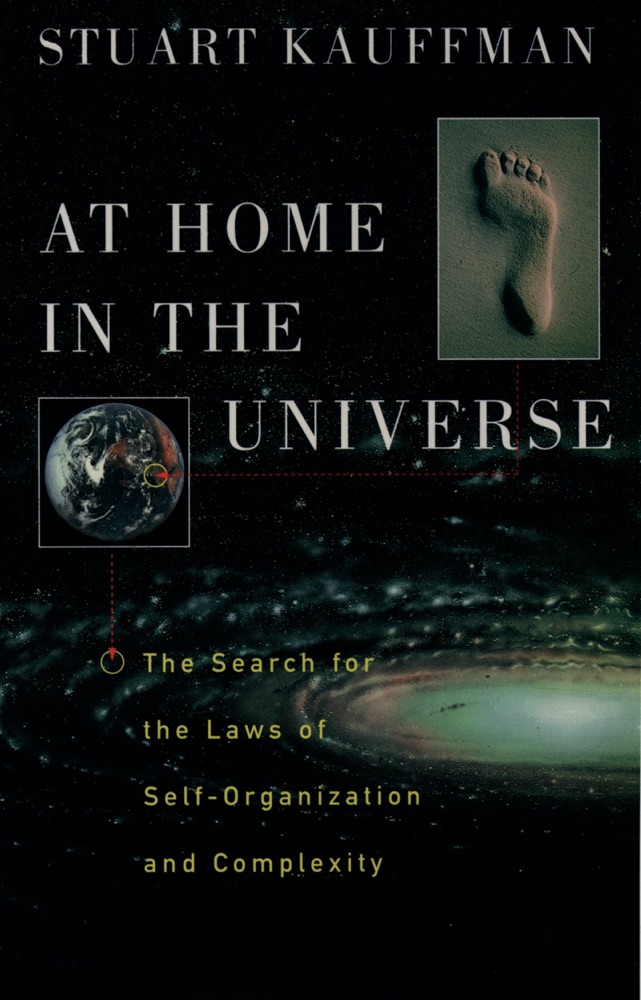 STUART KAUFFMAN
AT HOME
IN THE
UNIVERSE
The Search for
the Laws of
Self-Organization
and Complexity